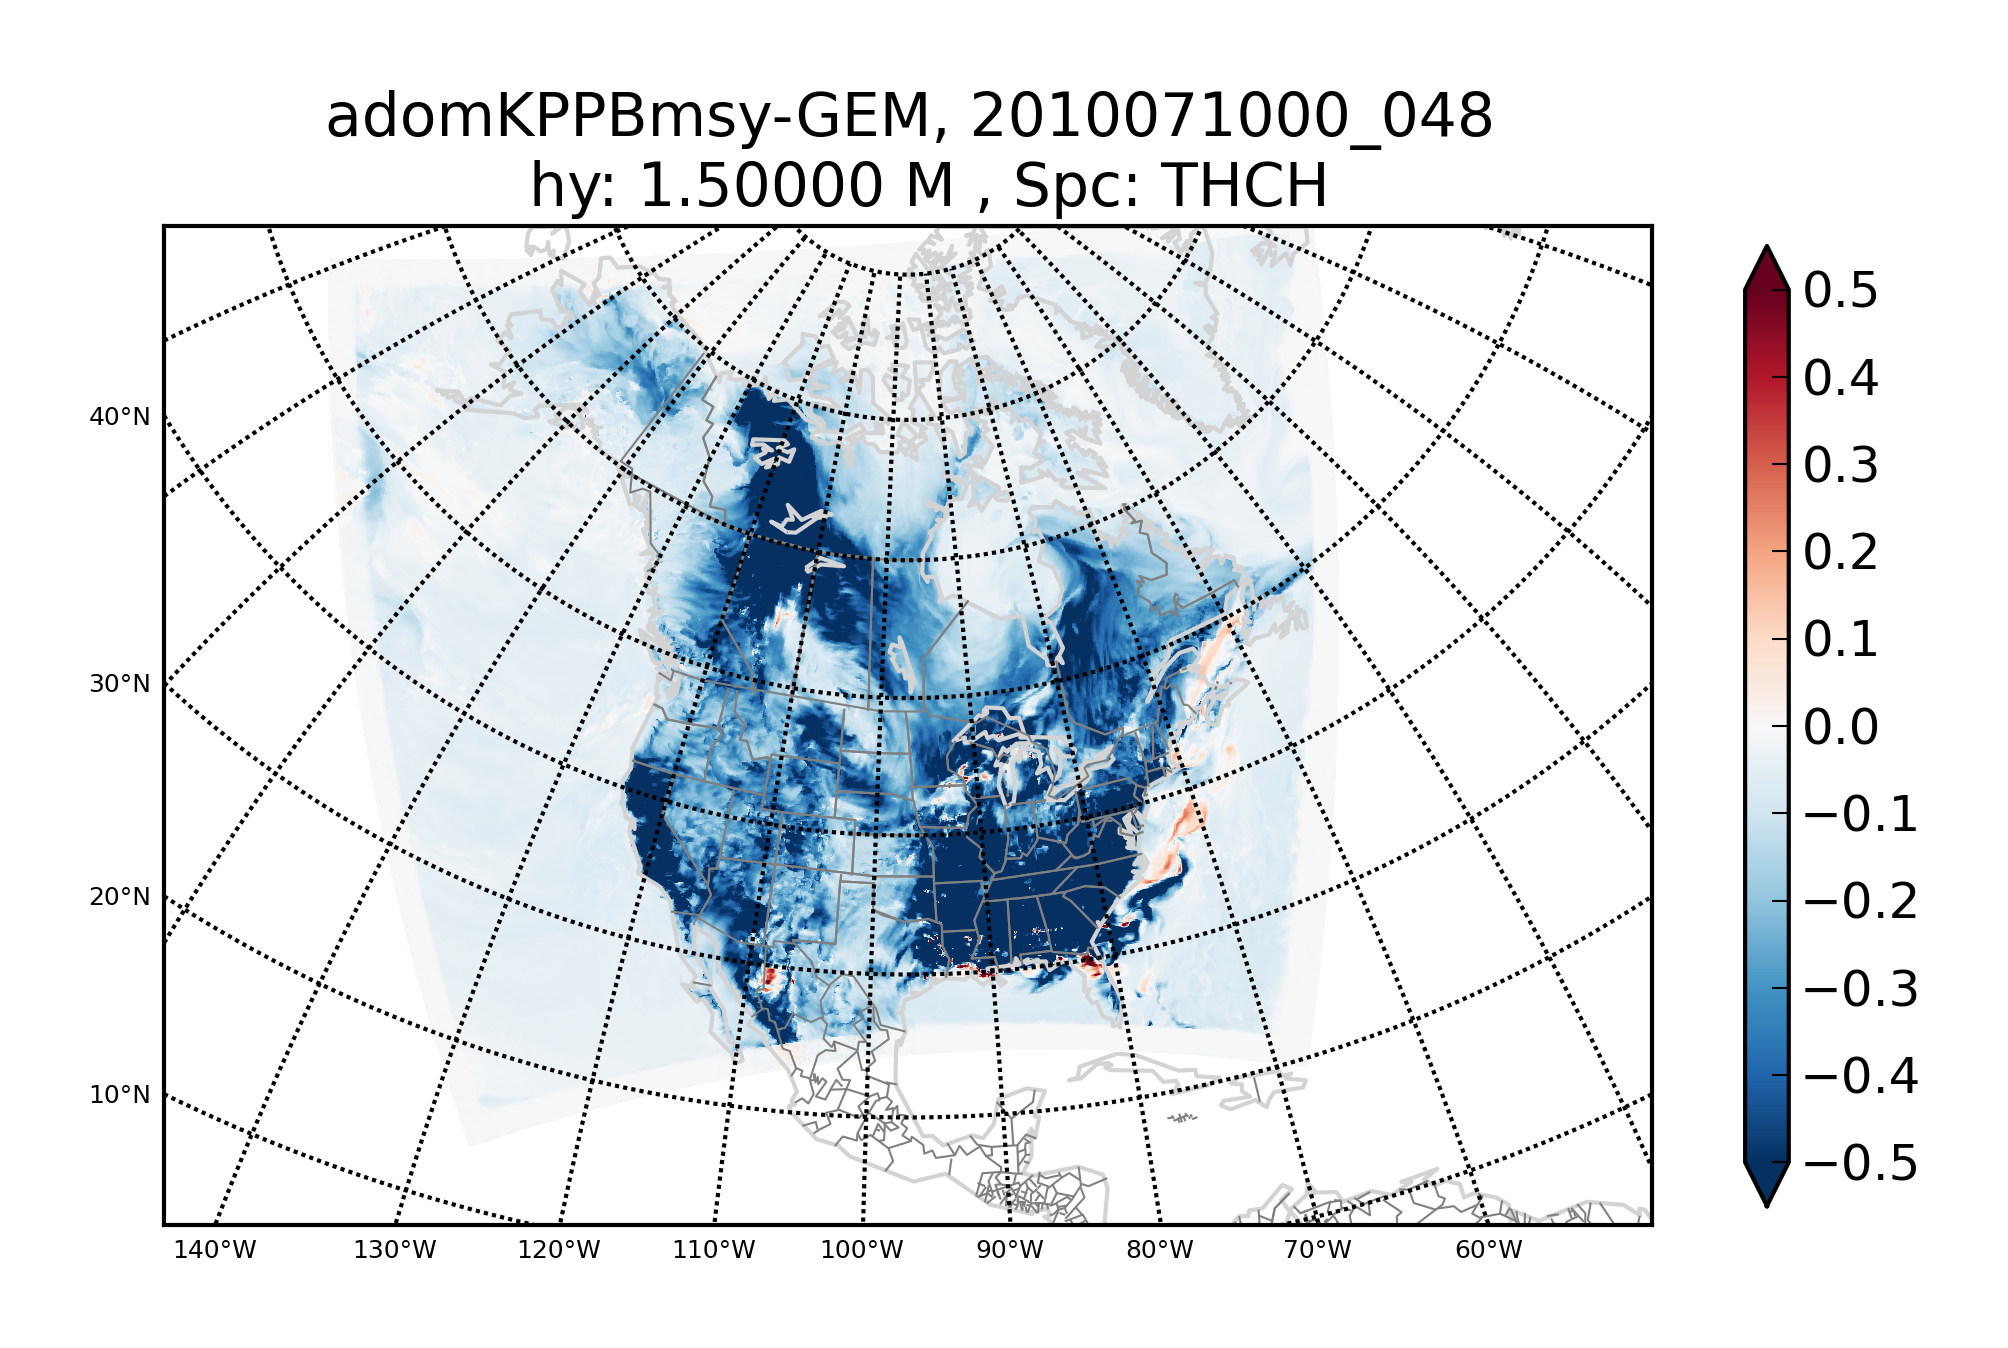 adomKPPBmsy-GEM, 2010071000_048
hy: 1.50000 M , Spc: THCH
40°N
30°N
20°N
10°N
140°W
130°W
120°W
110°W
100°W
90°W
80°W
70°W
60°W
0.5
0.4
0.3
0.2
0.1
0.0
−0.1
−0.2
−0.3
−0.4
−0.5